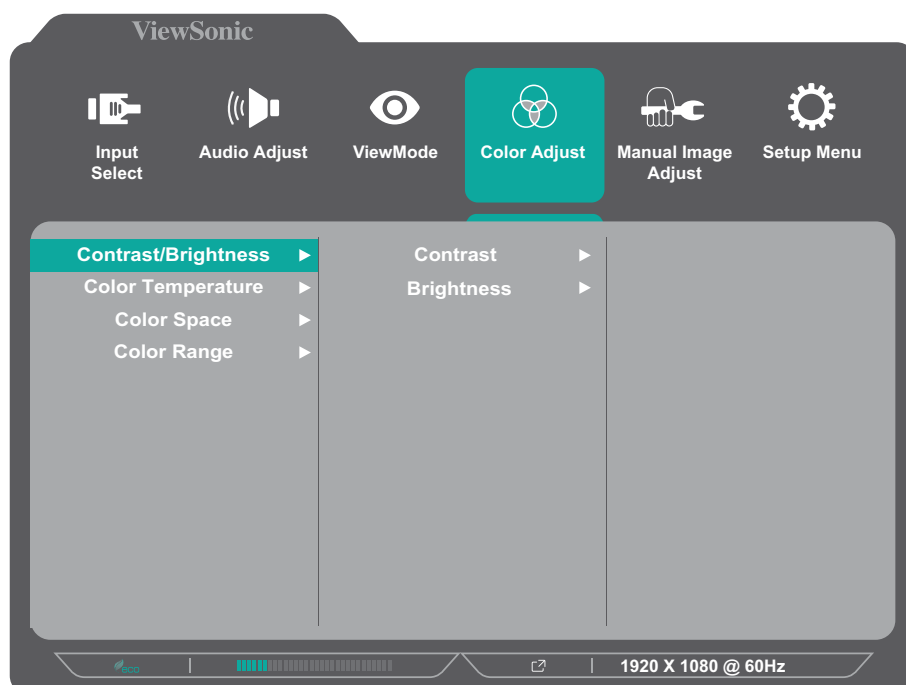 ViewSonic
Input
Select
Audio Adjust
ViewMode
Color Adjust
Manual Image
Adjust
Setup Menu
Contrast/Brightness
Color Temperature
Color Space
Color Range
Contrast
Brightness
ECO
1920 X 1080 @ 60Hz